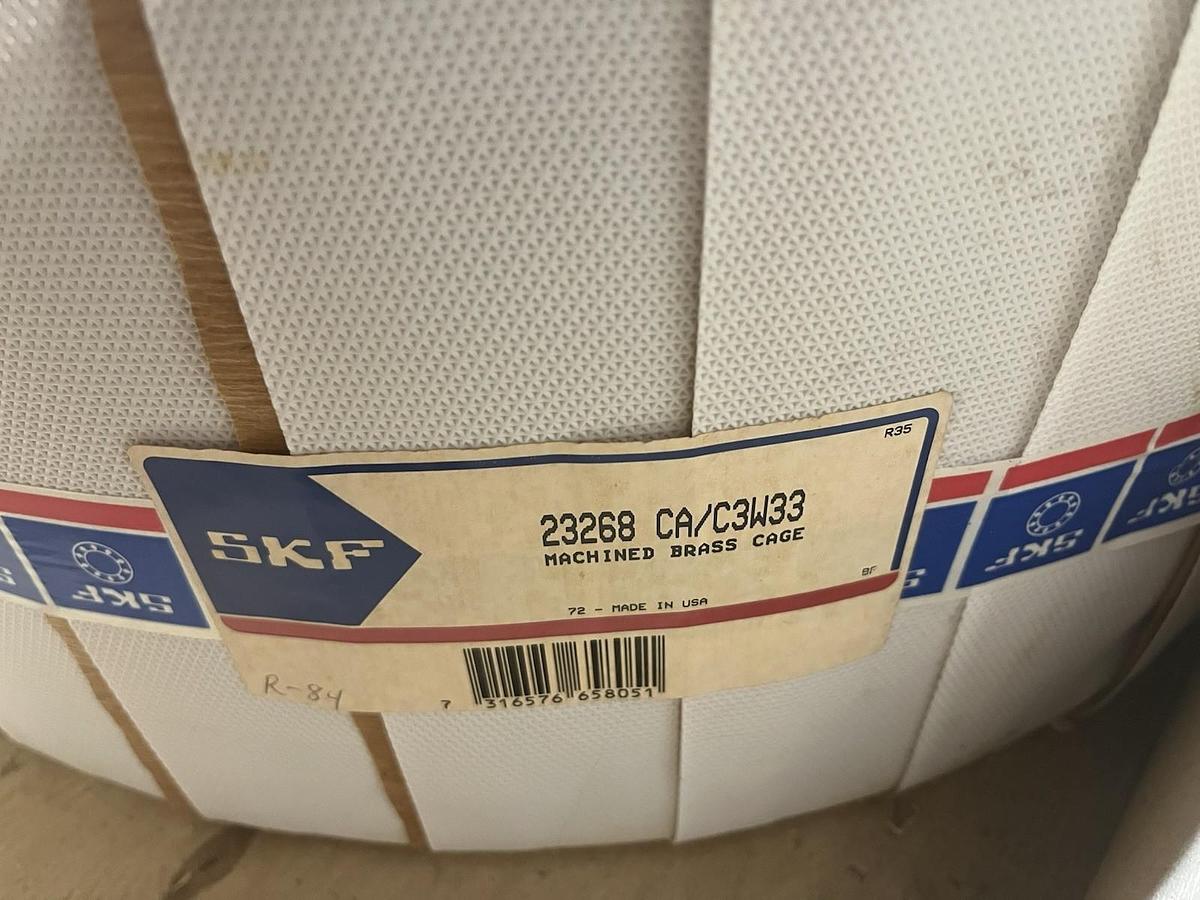 R35
SKF
23268 CA/C3W33
MACHINED BRASS CAGE
BF
72 - MADE IN USA
R-84
7 316576 658051
SKF
SKF
SKF